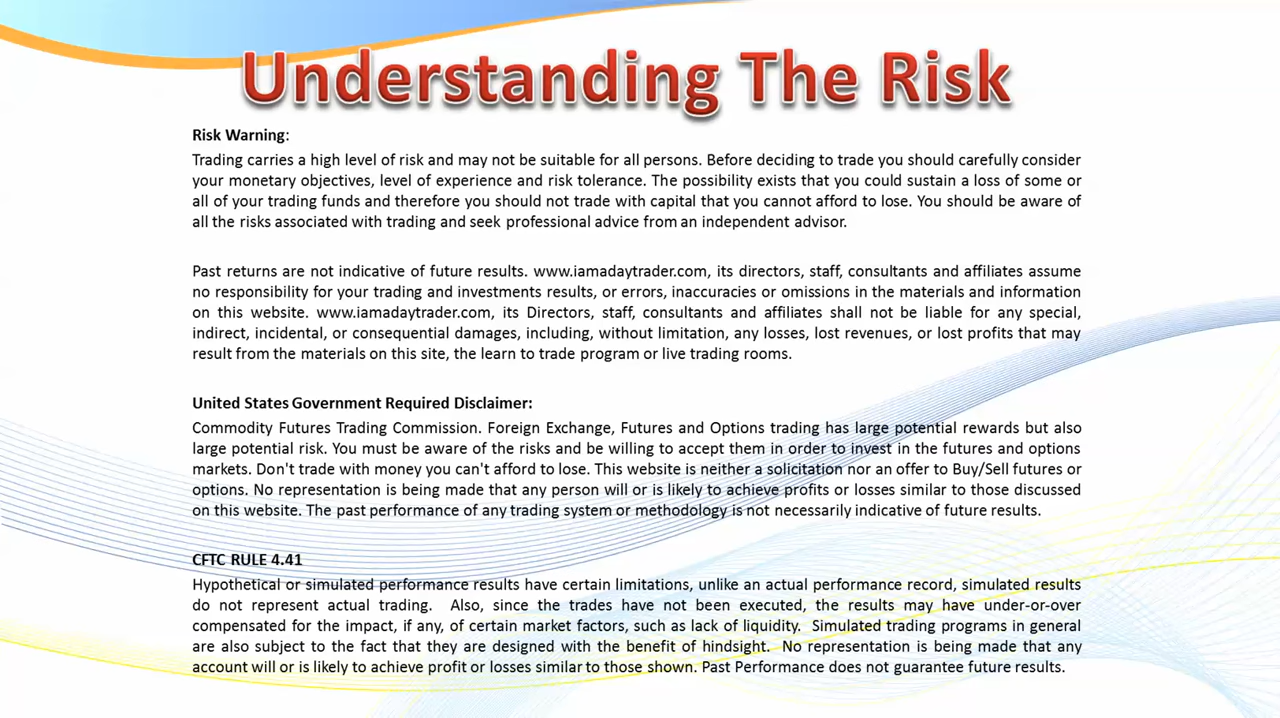 Understanding The Risk
Risk Warning:
Trading carries a high level of risk and may not be suitable for all persons. Before deciding to trade you should carefully consider
your monetary objectives, level of experience and risk tolerance. The possibility exists that you could sustain a loss of some or
all of your trading funds and therefore you should not trade with capital that you cannot afford to lose. You should be aware of
all the risks associated with trading and seek professional advice from an independent advisor.
Past returns are not indicative of future results. www.iamadaytrader.com, its directors, staff, consultants and affiliates assume
no responsibility for your trading and investments results, or errors, inaccuracies or omissions in the materials and information
on this website. www.iamadaytrader.com, its Directors, staff, consultants and affiliates shall not be liable for any special,
indirect, incidental, or consequential damages, including, without limitation, any losses, lost revenues, or lost profits that may
result from the materials on this site, the learn to trade program or live trading rooms.
United States Government Required Disclaimer:
Commodity Futures Trading Commission. Foreign Exchange, Futures and Options trading has large potential rewards but also
large potential risk. You must be aware of the risks and be willing to accept them in order to invest in the futures and options
markets. Don't trade with money you can't afford to lose. This website is neither a solicitation nor an offer to Buy/Sell futures or
options. No representation is being made that any person will or is likely to achieve profits or losses similar to those discussed
on this website. The past performance of any trading system or methodology is not necessarily indicative of future results.
CFTC RULE 4.41
Hypothetical or simulated performance results have certain limitations, unlike an actual performance record, simulated results
do not represent actual trading. Also, since the trades have not been executed, the results may have under-or-over
compensated for the impact, if any, of certain market factors, such as lack of liquidity. Simulated trading programs in general
are also subject to the fact that they are designed with the benefit of hindsight. No representation is being made that any
account will or is likely to achieve profit or losses similar to those shown. Past Performance does not guarantee future results.